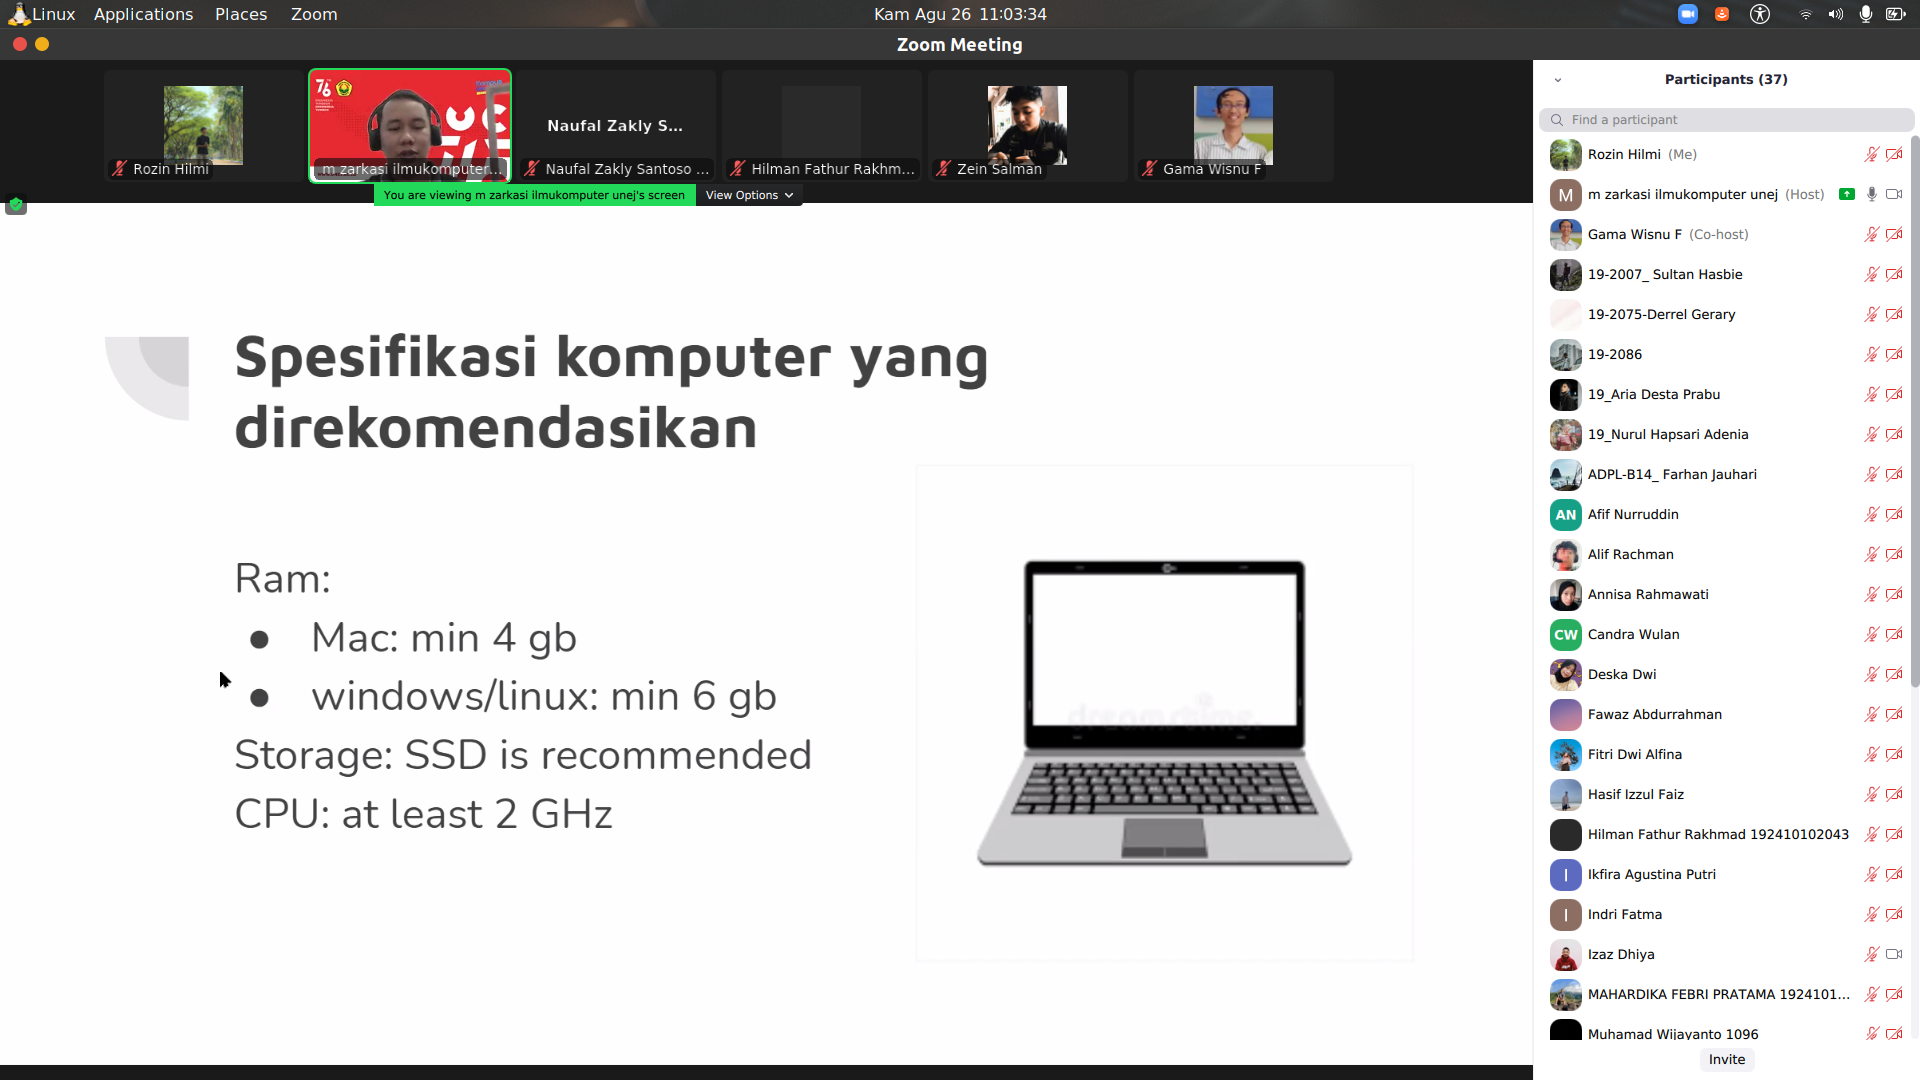 Linux Applications Places Zoom Kam Agu 26 11:03:34
Zoom Meeting
76
Naufal Zakly S...
Rozin Hilmi
m zarkasi ilmukomputer...
Naufal Zakly Santoso ...
Hilman Fathur Rakhm...
Zein Salman
Gama Wisnu F
You are viewing m zarkasi ilmukomputer unej's screen View Options
Spesifikasi komputer yang
direkomendasikan
Ram:
● Mac: min 4 gb
● windows/linux: min 6 gb
Storage: SSD is recommended
CPU: at least 2 GHz
Participants (37)
Find a participant
Rozin Hilmi (Me)
M m zarkasi ilmukomputer unej (Host)
Gama Wisnu F (Co-host)
19-2007_ Sultan Hasbie
19-2075-Derrel Gerary
19-2086
19_Aria Desta Prabu
19_Nurul Hapsari Adenia
ADPL-B14_ Farhan Jauhari
AN Afif Nurruddin
Alif Rachman
Annisa Rahmawati
CW Candra Wulan
Deska Dwi
Fawaz Abdurrahman
Fitri Dwi Alfina
Hasif Izzul Faiz
Hilman Fathur Rakhmad 192410102043
I Ikfira Agustina Putri
I Indri Fatma
Izaz Dhiya
MAHARDIKA FEBRI PRATAMA 1924101...
Muhamad Wijayanto 1096
Invite